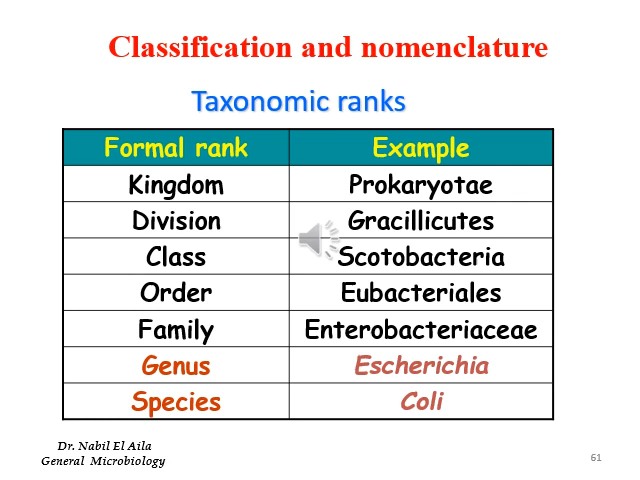 Classification and nomenclature
Taxonomic ranks
Formal rank Example
Kingdom Prokaryotae
Division Gracillicutes
Class Scotobacteria
Order Eubacteriales
Family Enterobacteriaceae
Genus Escherichia
Species Coli
Dr. Nabil El Aila
General Microbiology
61